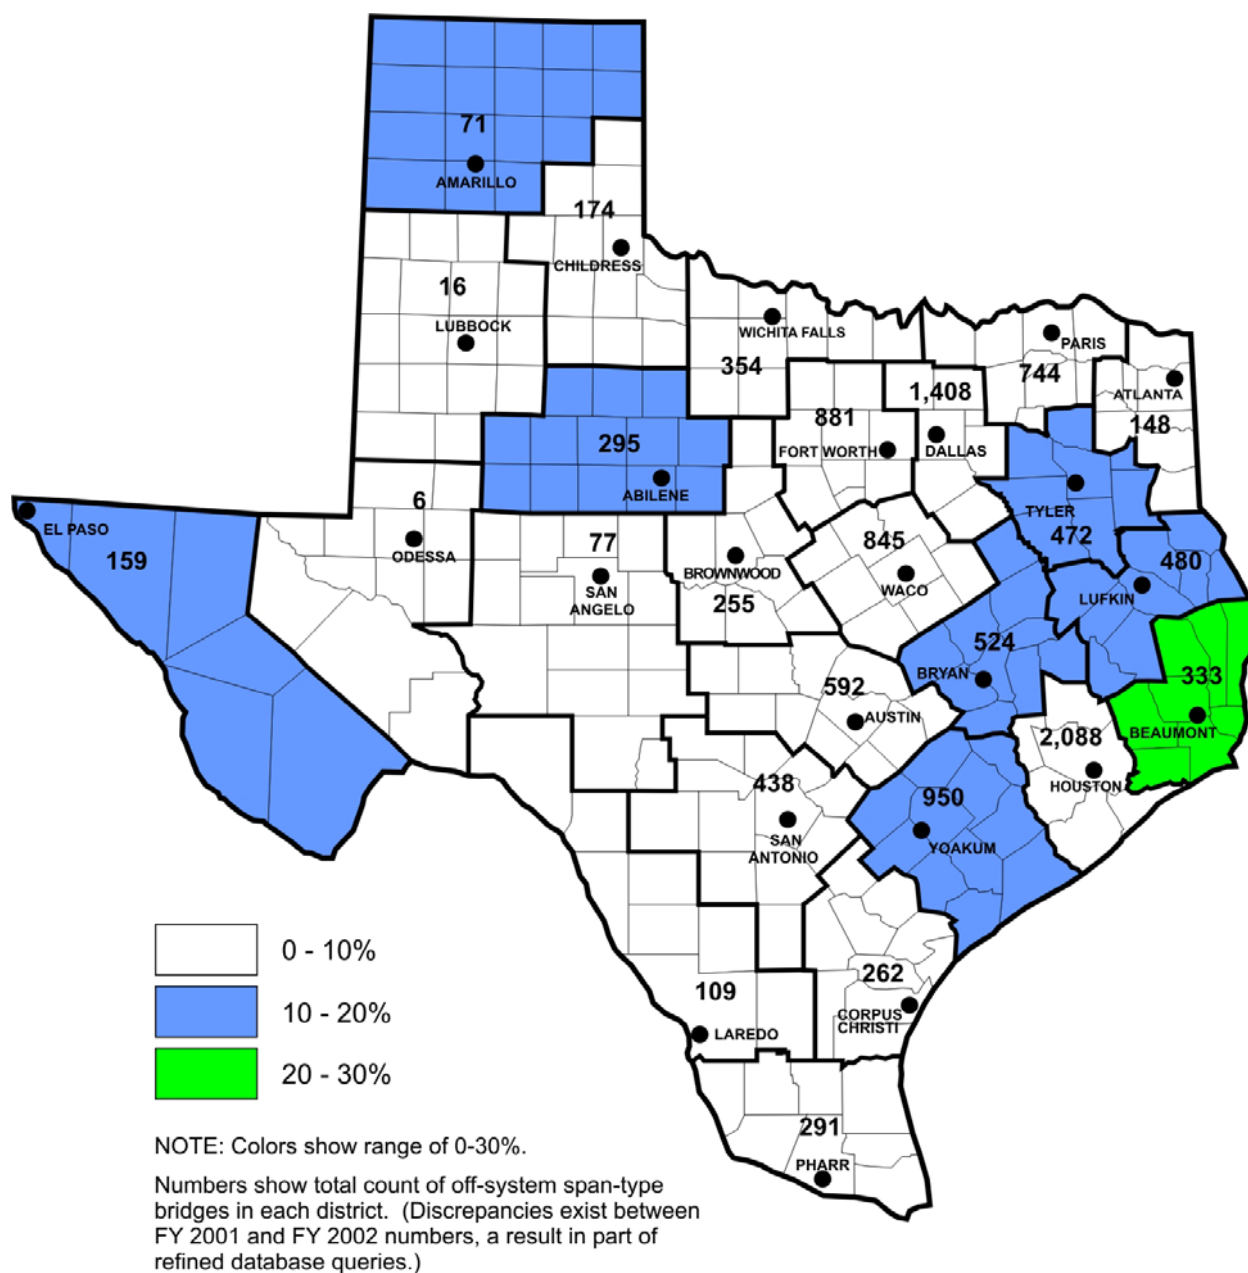 71
AMARILLO
174
CHILDRESS
16
LUBBOCK
WICHITA FALLS
354
PARIS
744
1,408
ATLANTA
148
881
FORT WORTH
DALLAS
295
ABILENE
TYLER
472
6
ODESSA
EL PASO
159
77
SAN
ANGELO
BROWNWOOD
255
845
WACO
480
LUFKIN
524
BRYAN
333
BEAUMONT
592
AUSTIN
2,088
HOUSTON
438
SAN
ANTONIO
950
YOAKUM
262
CORPUS
CHRISTI
109
LAREDO
291
PHARR
0 - 10%
10 - 20%
20 - 30%
NOTE: Colors show range of 0-30%.
Numbers show total count of off-system span-type
bridges in each district.  (Discrepancies exist between
FY 2001 and FY 2002 numbers, a result in part of
refined database queries.)